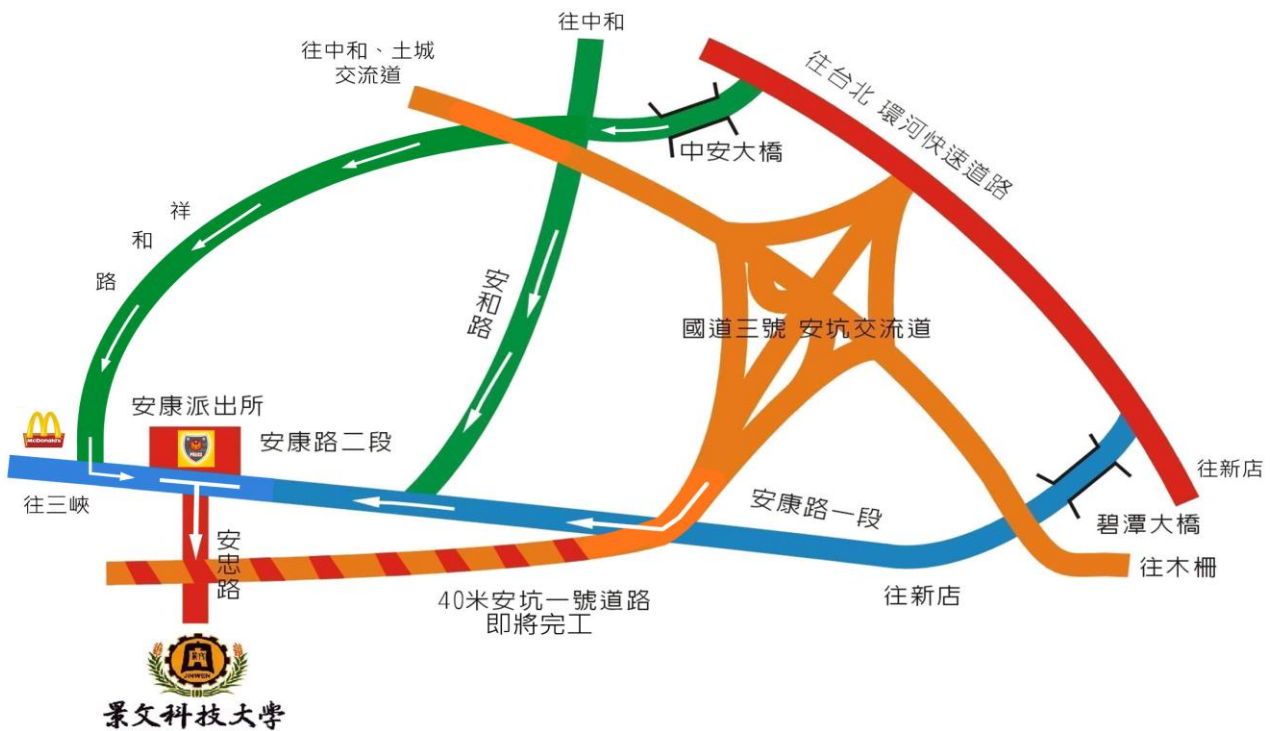 往中和
往中和、土城
交流道
往台北 環河快速道路
中安大橋
祥和路
安和路
國道三號 安坑交流道
McDonald's
安康派出所
POLICE
安康路二段
往三峽
安康路一段
往新店
碧潭大橋
安忠路
往木柵
往新店
40米安坑一號道路
即將完工
JINWEN
景文科技大学